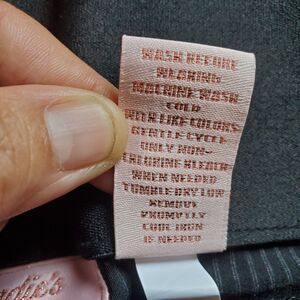 WASH BEFORE
WEARING
MACHINE WASH
COLD
WITH LIKE COLORS
GENTLE CYCLE
ONLY NON-
CHLORINE BLEACH
WHEN NEEDED
TUMBLE DRY LOW
REMOVE
PROMPTLY
COOL IRON
IF NEEDED